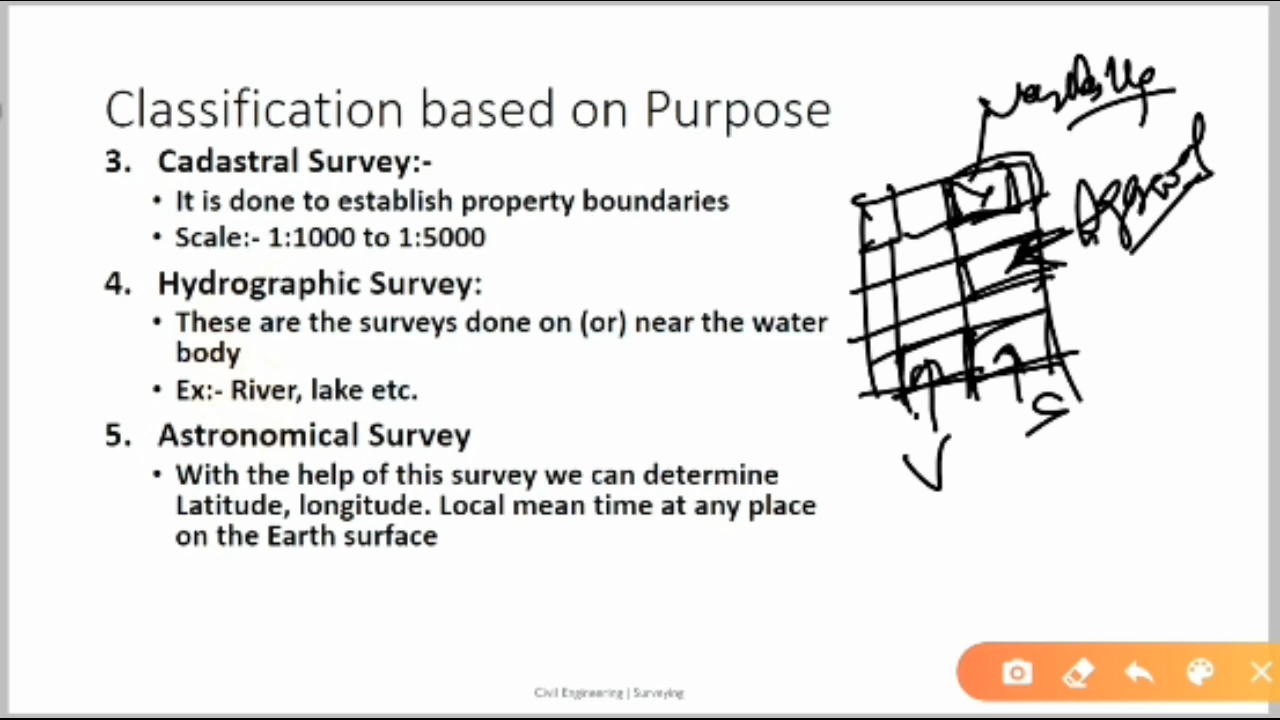 Classification based on Purpose
3. Cadastral Survey:-
• It is done to establish property boundaries
• Scale:- 1:1000 to 1:5000
4. Hydrographic Survey:
• These are the surveys done on (or) near the water
body
• Ex:- River, lake etc.
5. Astronomical Survey
• With the help of this survey we can determine
Latitude, longitude. Local mean time at any place
on the Earth surface
Civil Engineering | Surveying